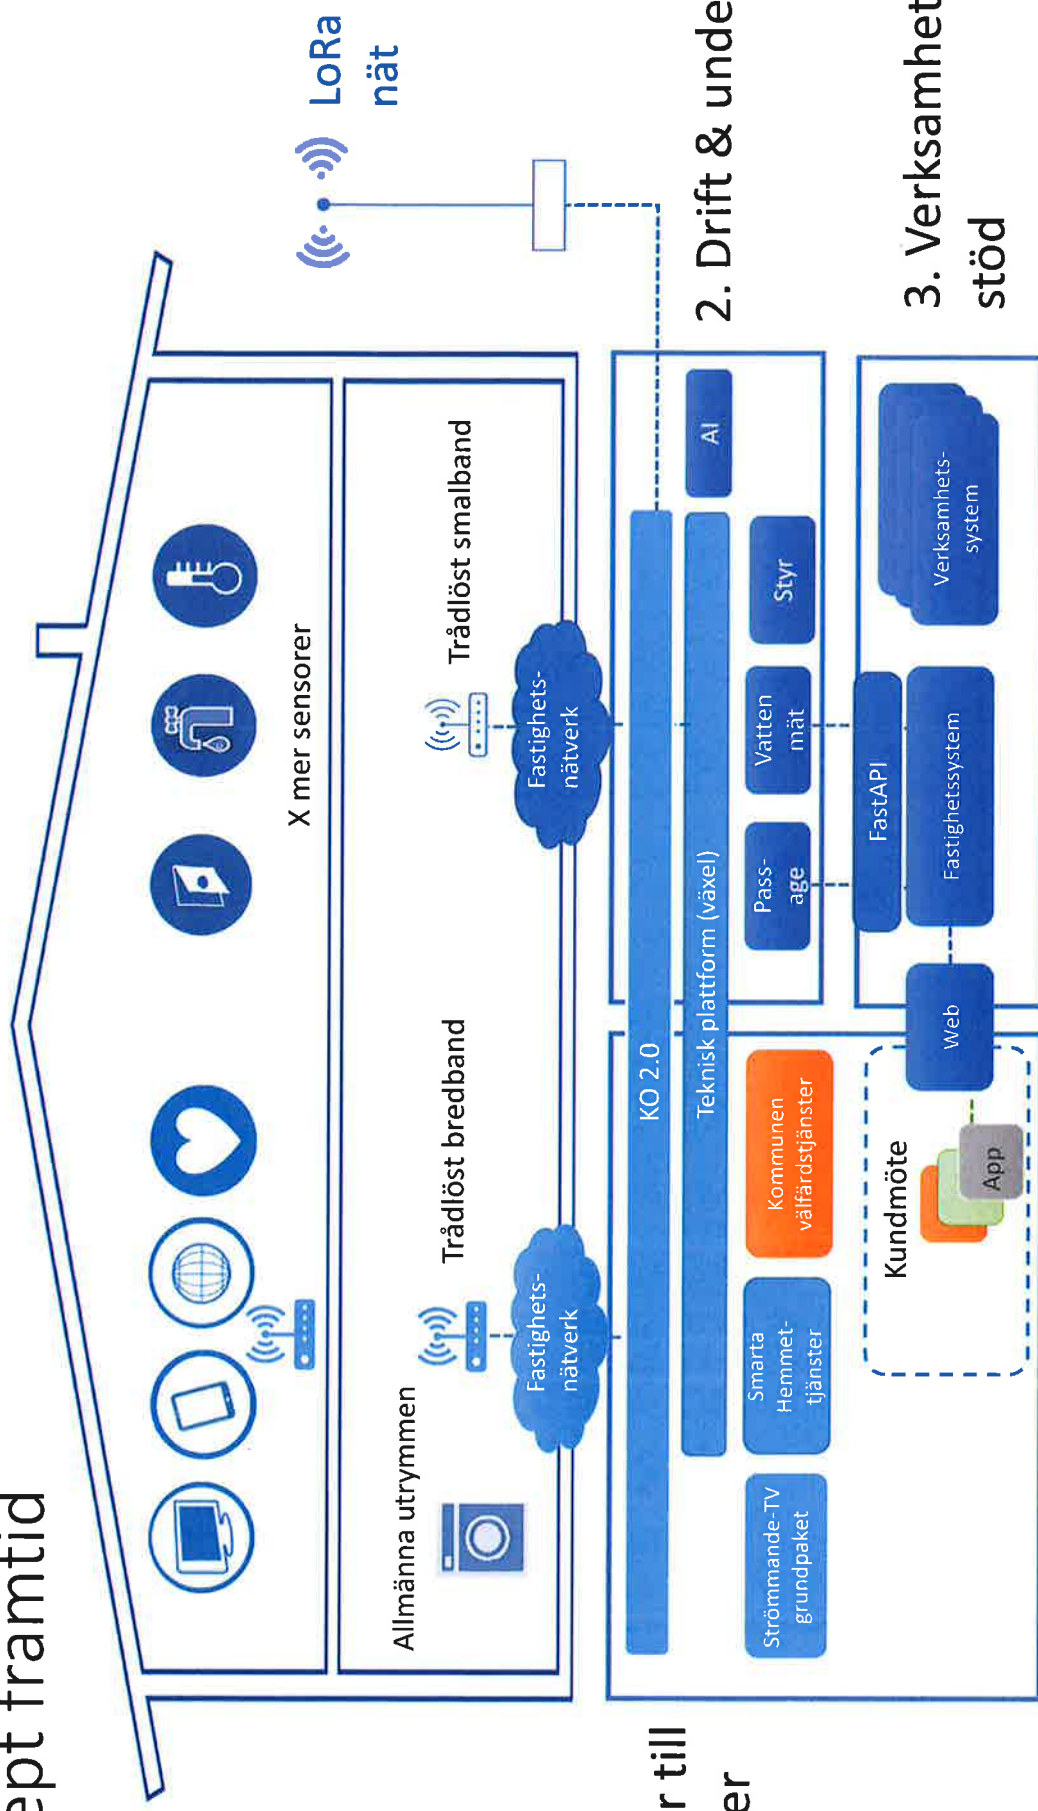 ept framtid
LoRa
nät
X mer sensorer
Allmänna utrymmen
Trådlöst bredband
Trådlöst smalband
Fastighets-
nätverk
Fastighets-
nätverk
r till
er
KO 2.0
Teknisk plattform (växel)
AI
2. Drift & unde
Strömmande-TV
grundpaket
Smarta
Hemmet-
tjänster
Kommunen
välfärdstjänster
Pass-
age
Vatten
mät
Styr
Kundmöte
App
Web
FastAPI
Fastighetssystem
Verksamhets-
system
3. Verksamhet
stöd